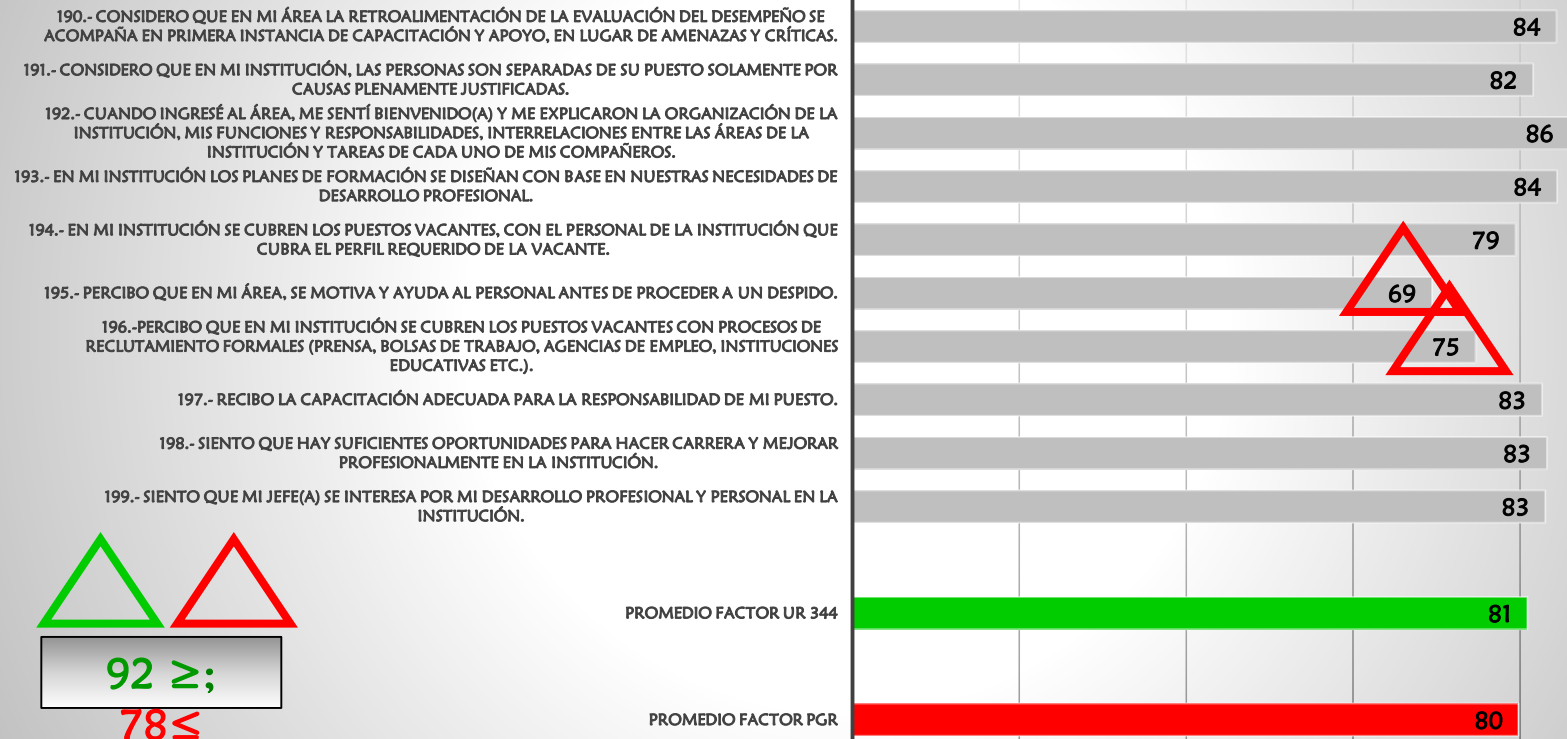 190.- CONSIDERO QUE EN MI ÁREA LA RETROALIMENTACIÓN DE LA EVALUACIÓN DEL DESEMPEÑO SE
ACOMPAÑA EN PRIMERA INSTANCIA DE CAPACITACIÓN Y APOYO, EN LUGAR DE AMENAZAS Y CRÍTICAS.
84
191.- CONSIDERO QUE EN MI INSTITUCIÓN, LAS PERSONAS SON SEPARADAS DE SU PUESTO SOLAMENTE POR
CAUSAS PLENAMENTE JUSTIFICADAS.
82
192.- CUANDO INGRESÉ AL ÁREA, ME SENTÍ BIENVENIDO(A) Y ME EXPLICARON LA ORGANIZACIÓN DE LA
INSTITUCIÓN, MIS FUNCIONES Y RESPONSABILIDADES, INTERRELACIONES ENTRE LAS ÁREAS DE LA
INSTITUCIÓN Y TAREAS DE CADA UNO DE MIS COMPAÑEROS.
86
193.- EN MI INSTITUCIÓN LOS PLANES DE FORMACIÓN SE DISEÑAN CON BASE EN NUESTRAS NECESIDADES DE
DESARROLLO PROFESIONAL.
84
194.- EN MI INSTITUCIÓN SE CUBREN LOS PUESTOS VACANTES, CON EL PERSONAL DE LA INSTITUCIÓN QUE
CUBRA EL PERFIL REQUERIDO DE LA VACANTE.
79
195.- PERCIBO QUE EN MI ÁREA, SE MOTIVA Y AYUDA AL PERSONAL ANTES DE PROCEDER A UN DESPIDO.
69
196.-PERCIBO QUE EN MI INSTITUCIÓN SE CUBREN LOS PUESTOS VACANTES CON PROCESOS DE
RECLUTAMIENTO FORMALES (PRENSA, BOLSAS DE TRABAJO, AGENCIAS DE EMPLEO, INSTITUCIONES
EDUCATIVAS ETC.).
75
197.- RECIBO LA CAPACITACIÓN ADECUADA PARA LA RESPONSABILIDAD DE MI PUESTO.
83
198.- SIENTO QUE HAY SUFICIENTES OPORTUNIDADES PARA HACER CARRERA Y MEJORAR
PROFESIONALMENTE EN LA INSTITUCIÓN.
83
199.- SIENTO QUE MI JEFE(A) SE INTERESA POR MI DESARROLLO PROFESIONAL Y PERSONAL EN LA
INSTITUCIÓN.
83
PROMEDIO FACTOR UR 344
81
92 ≥;
78≤
PROMEDIO FACTOR PGR
80